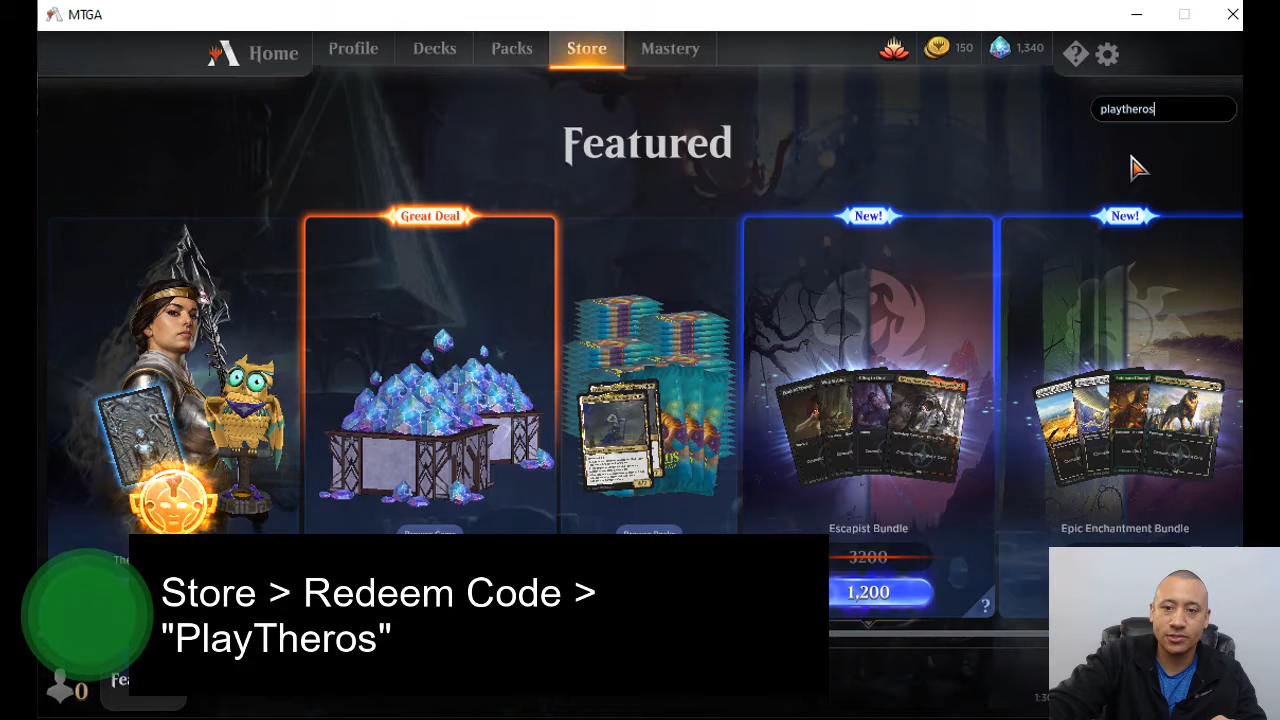 MTGA
Home Profile Decks Packs Store Mastery 150 1,340
playtheros
Featured
Great Deal New! New!
Escapist Bundle Epic Enchantment Bundle
3200
1,200
?
Store > Redeem Code >
"PlayTheros"
0